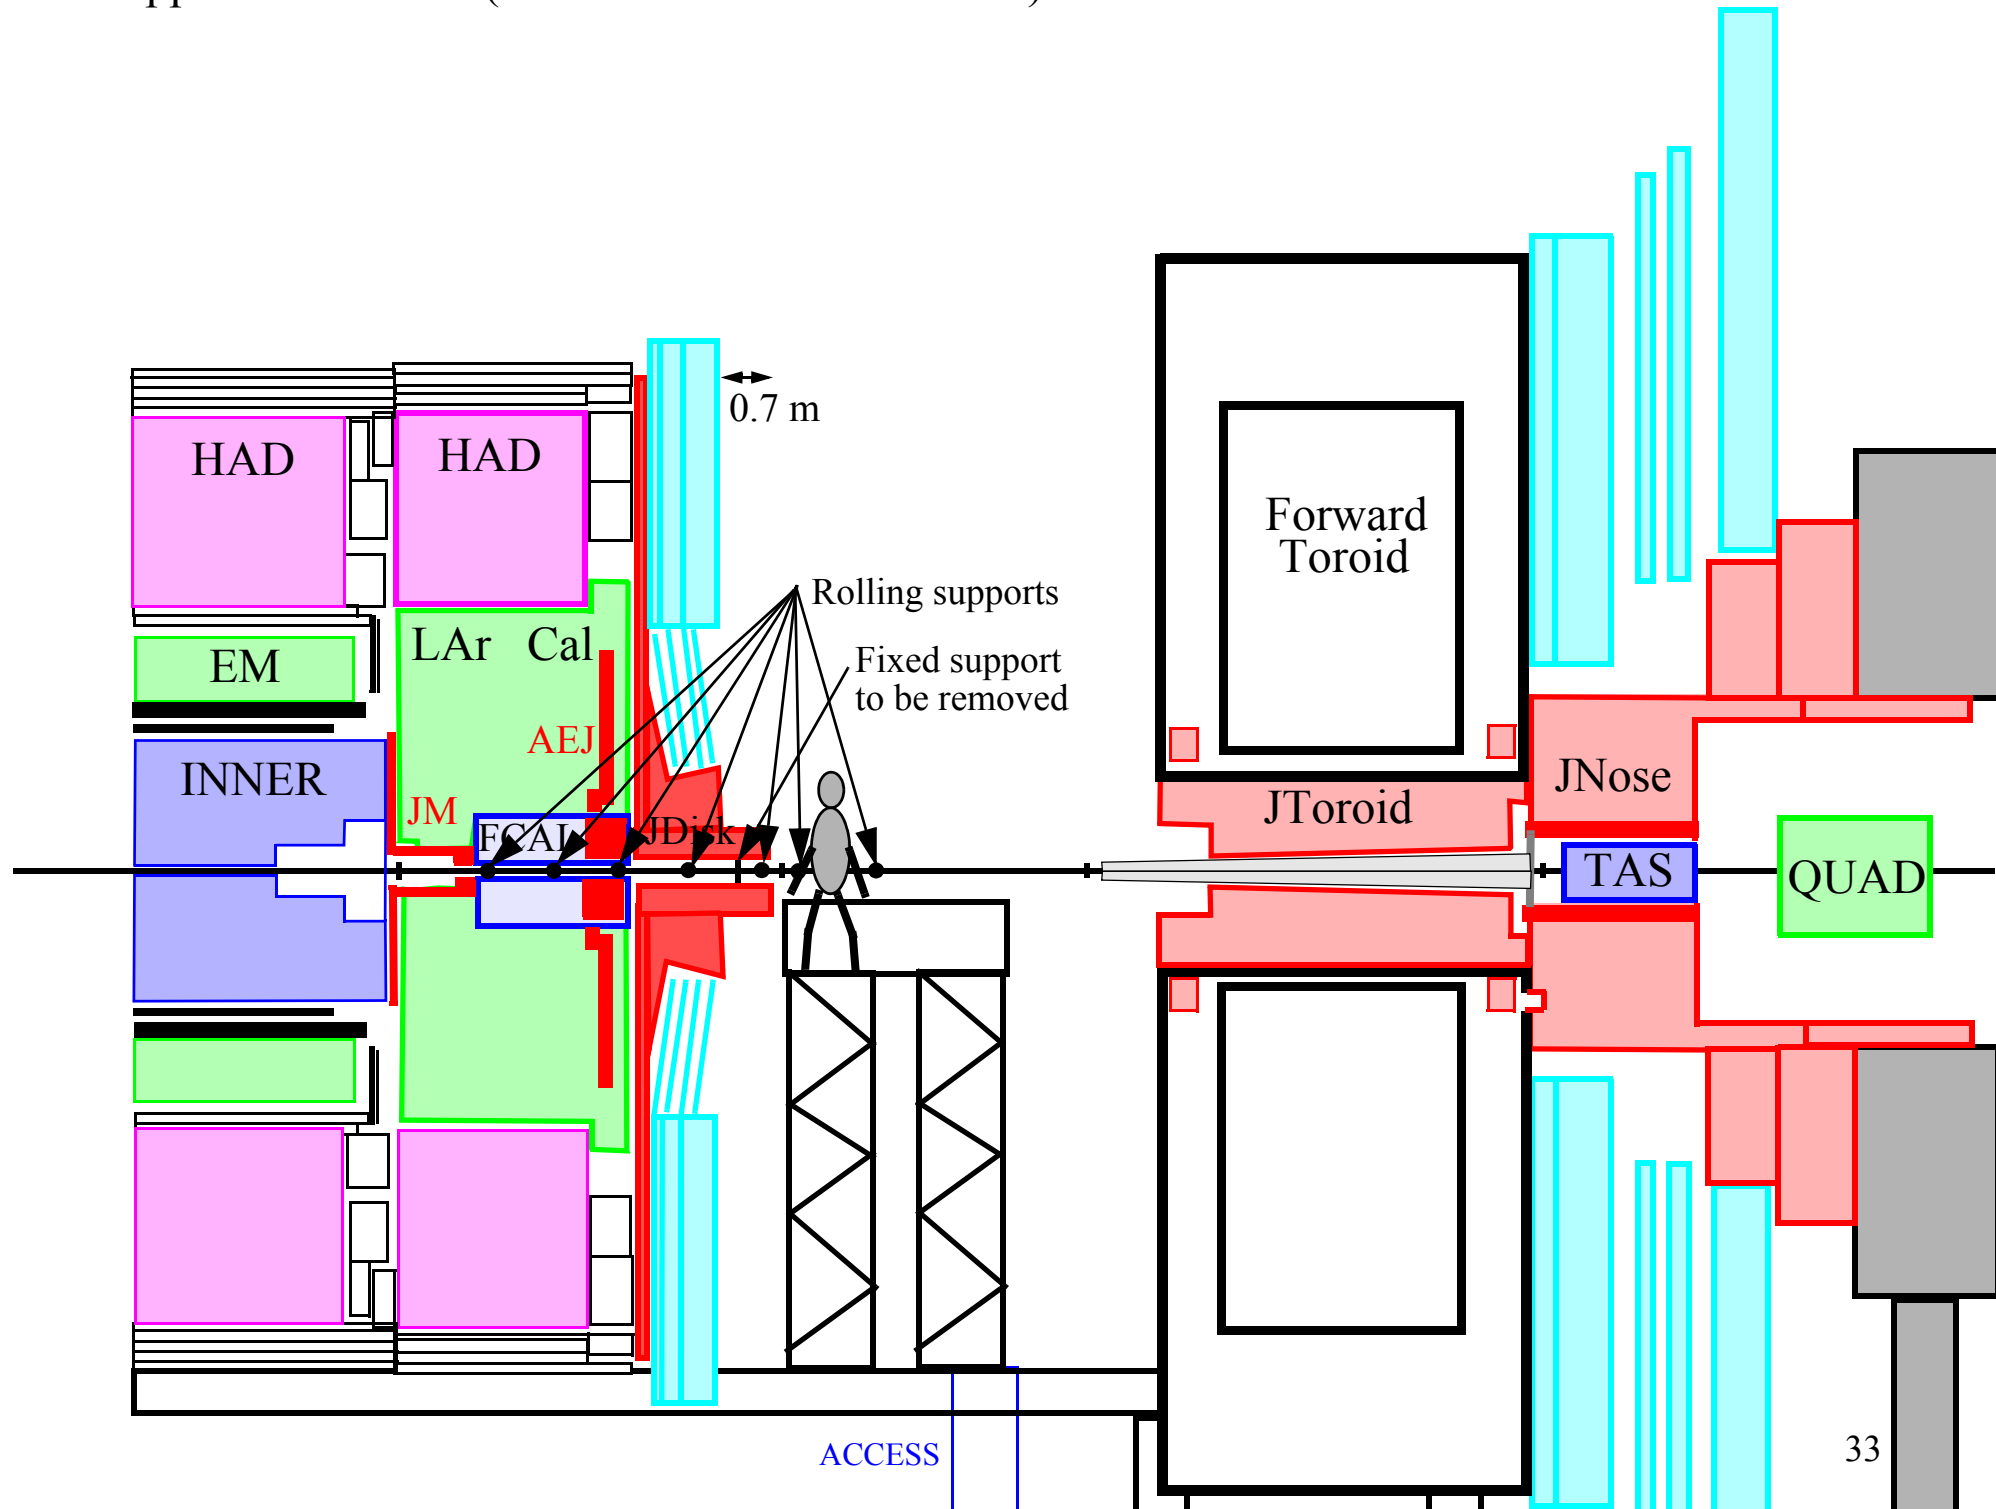 0.7 m
HAD
HAD
Forward
Toroid
Rolling supports
LAr Cal
Fixed support
to be removed
EM
AEJ
INNER
JNose
JM
JToroid
FCAL
JDisk
TAS
QUAD
ACCESS
33